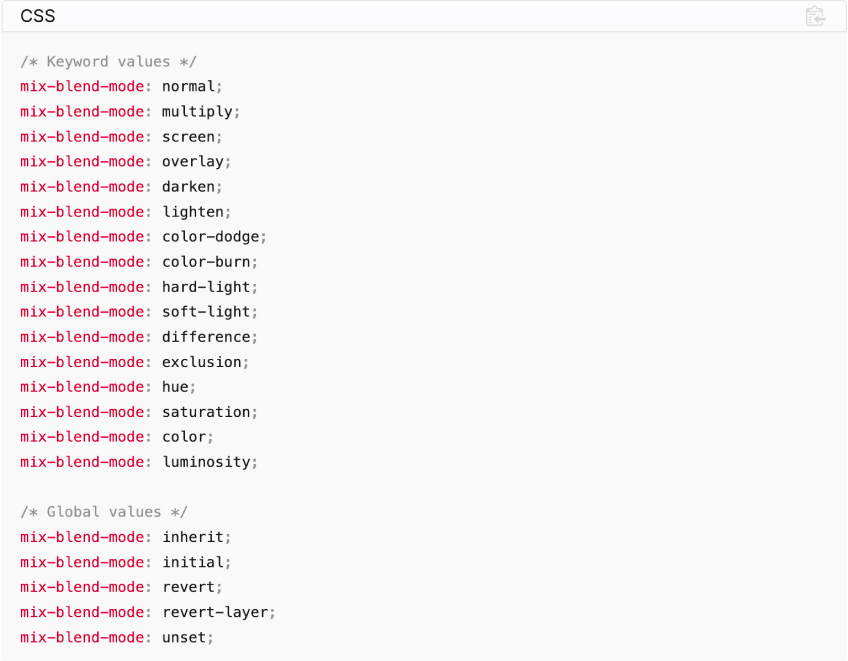 CSS
/* Keyword values */
mix-blend-mode: normal;
mix-blend-mode: multiply;
mix-blend-mode: screen;
mix-blend-mode: overlay;
mix-blend-mode: darken;
mix-blend-mode: lighten;
mix-blend-mode: color-dodge;
mix-blend-mode: color-burn;
mix-blend-mode: hard-light;
mix-blend-mode: soft-light;
mix-blend-mode: difference;
mix-blend-mode: exclusion;
mix-blend-mode: hue;
mix-blend-mode: saturation;
mix-blend-mode: color;
mix-blend-mode: luminosity;
/* Global values */
mix-blend-mode: inherit;
mix-blend-mode: initial;
mix-blend-mode: revert;
mix-blend-mode: revert-layer;
mix-blend-mode: unset;